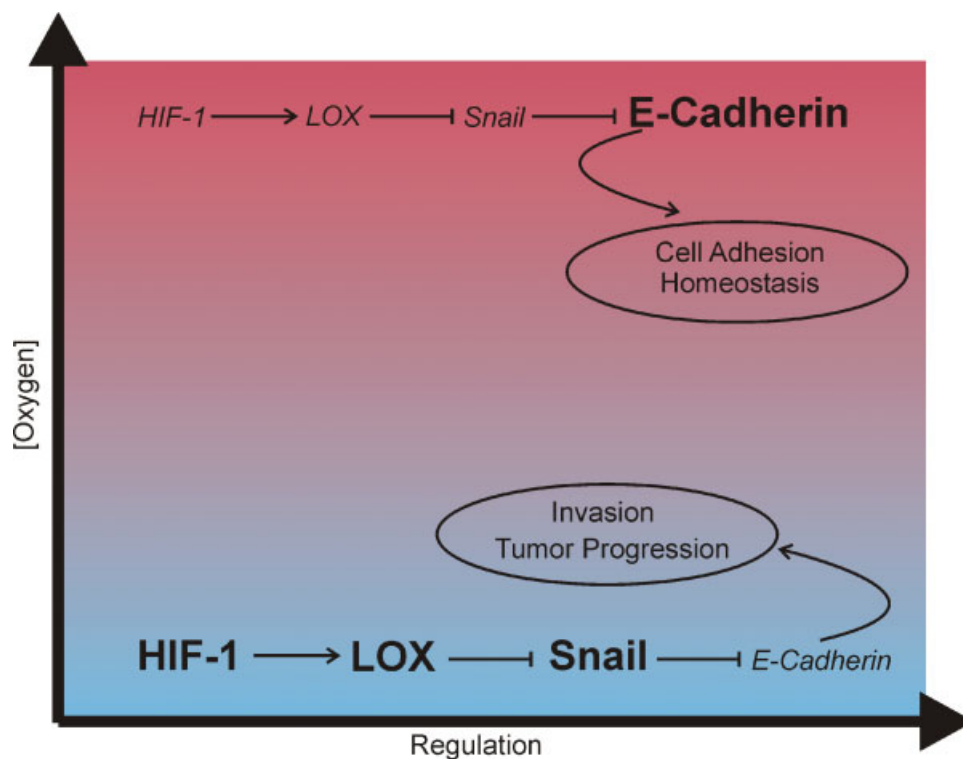 HIF-1 LOX Snail E-Cadherin
Cell Adhesion
Homeostasis
[Oxygen]
Invasion
Tumor Progression
HIF-1 LOX Snail E-Cadherin
Regulation